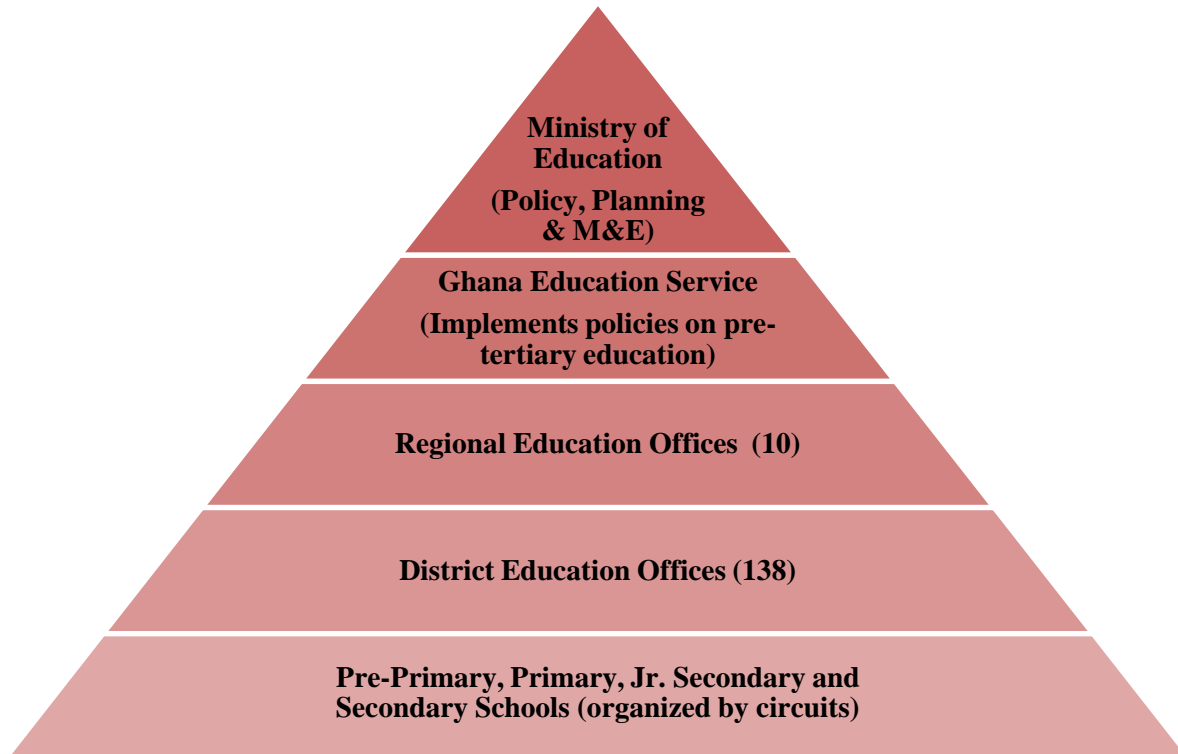 Ministry of
Education
(Policy, Planning
& M&E)
Ghana Education Service
(Implements policies on pre-
tertiary education)
Regional Education Offices  (10)
District Education Offices (138)
Pre-Primary, Primary, Jr. Secondary and
Secondary Schools (organized by circuits)